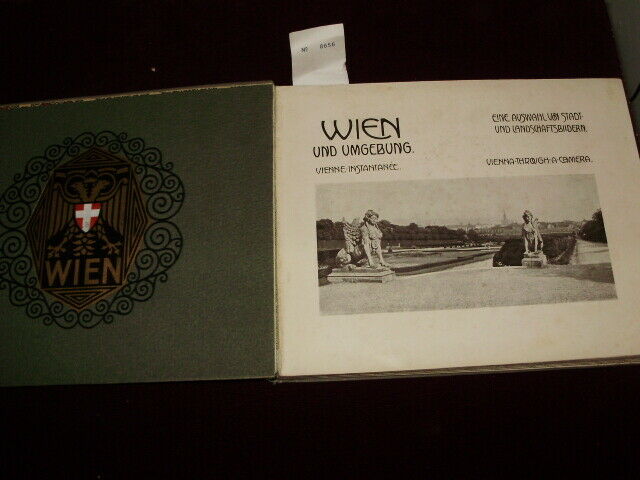 Nº 8656
WIEN
WIEN
UND UMGEBUNG.
VIENNE·INSTANTANÉE.
EINE AUSWAHL VON STADT-
UND LANDSCHAFTSBILDERN.
VIENNA·THROUGH·A·CAMERA.